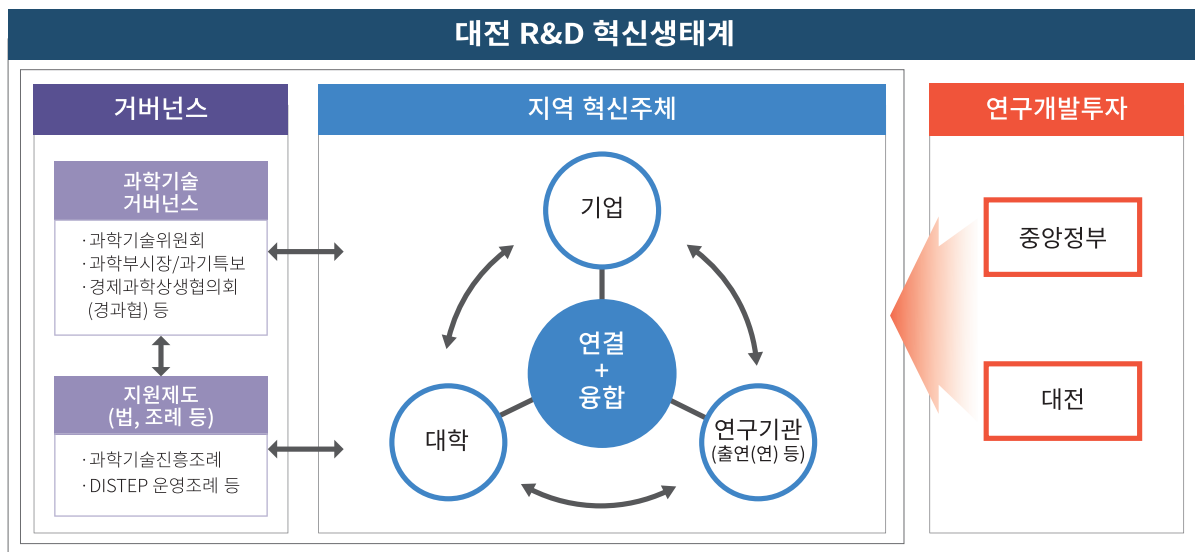 대전 R&D 혁신생태계
거버넌스
과학기술
거버넌스
·과학기술위원회
·과학부시장/과기특보
·경제과학상생협의회
(경과협) 등
지원제도
(법, 조례 등)
·과학기술진흥조례
·DISTEP 운영조례 등
지역 혁신주체
기업
연결
+
융합
대학
연구기관
(출연(연) 등)
연구개발투자
중앙정부
대전